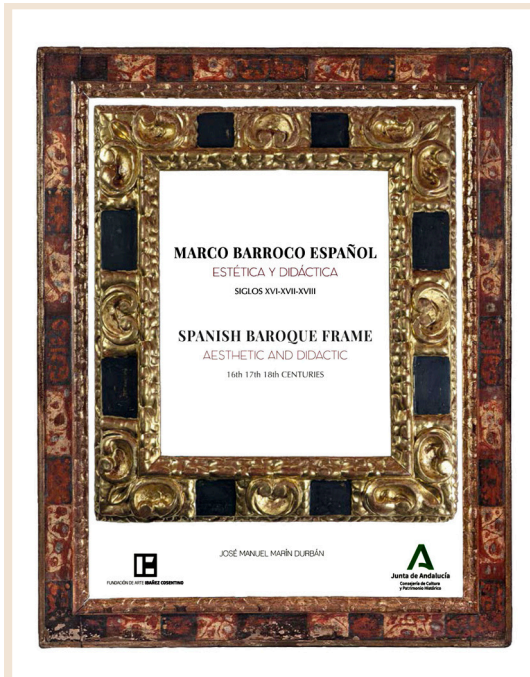 MARCO BARROCO ESPAÑOL
ESTÉTICA Y DIDÁCTICA
SIGLOS XVI-XVII-XVIII
SPANISH BAROQUE FRAME
AESTHETIC AND DIDACTIC
16th 17th 18th CENTURIES
JOSÉ MANUEL MARÍN DURBÁN
FUNDACIÓN DE ARTE IBÁÑEZ COSENTINO
Junta de Andalucía
Consejería de Cultura
y Patrimonio Histórico